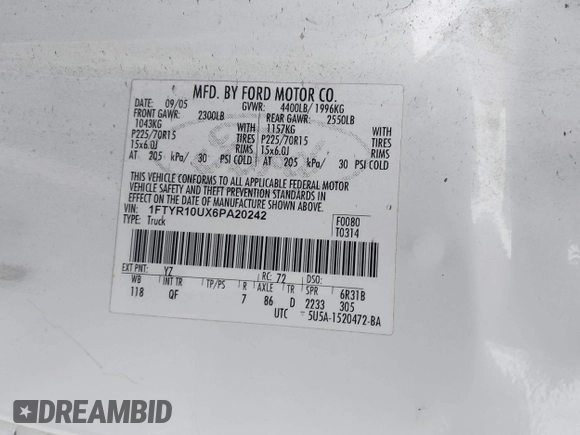 MFD. BY FORD MOTOR CO.
DATE: 09/05 GVWR: 4400LB/ 1996KG
FRONT GAWR: 2300LB REAR GAWR: 2550LB
1043KG WITH 1157KG WITH
P225/70R15 TIRES P225/70R15 TIRES
15x6.0J RIMS 15x6.0J RIMS
AT 205 kPa/ 30 PSI COLD AT 205 kPa/ 30 PSI COLD
THIS VEHICLE CONFORMS TO ALL APPLICABLE FEDERAL MOTOR
VEHICLE SAFETY AND THEFT PREVENTION STANDARDS IN
EFFECT ON THE DATE OF MANUFACTURE SHOWN ABOVE.
VIN: 1FTYR10UX6PA20242 F0080
TYPE: Truck T0314
EXT PNT: YZ RC: 72 DSO:
WB INT TR TP/PS R AXLE TR SPR 6R31B
118 QF 7 86 D 2233 305
UTC 5U5A-1520472-BA
DREAMBID